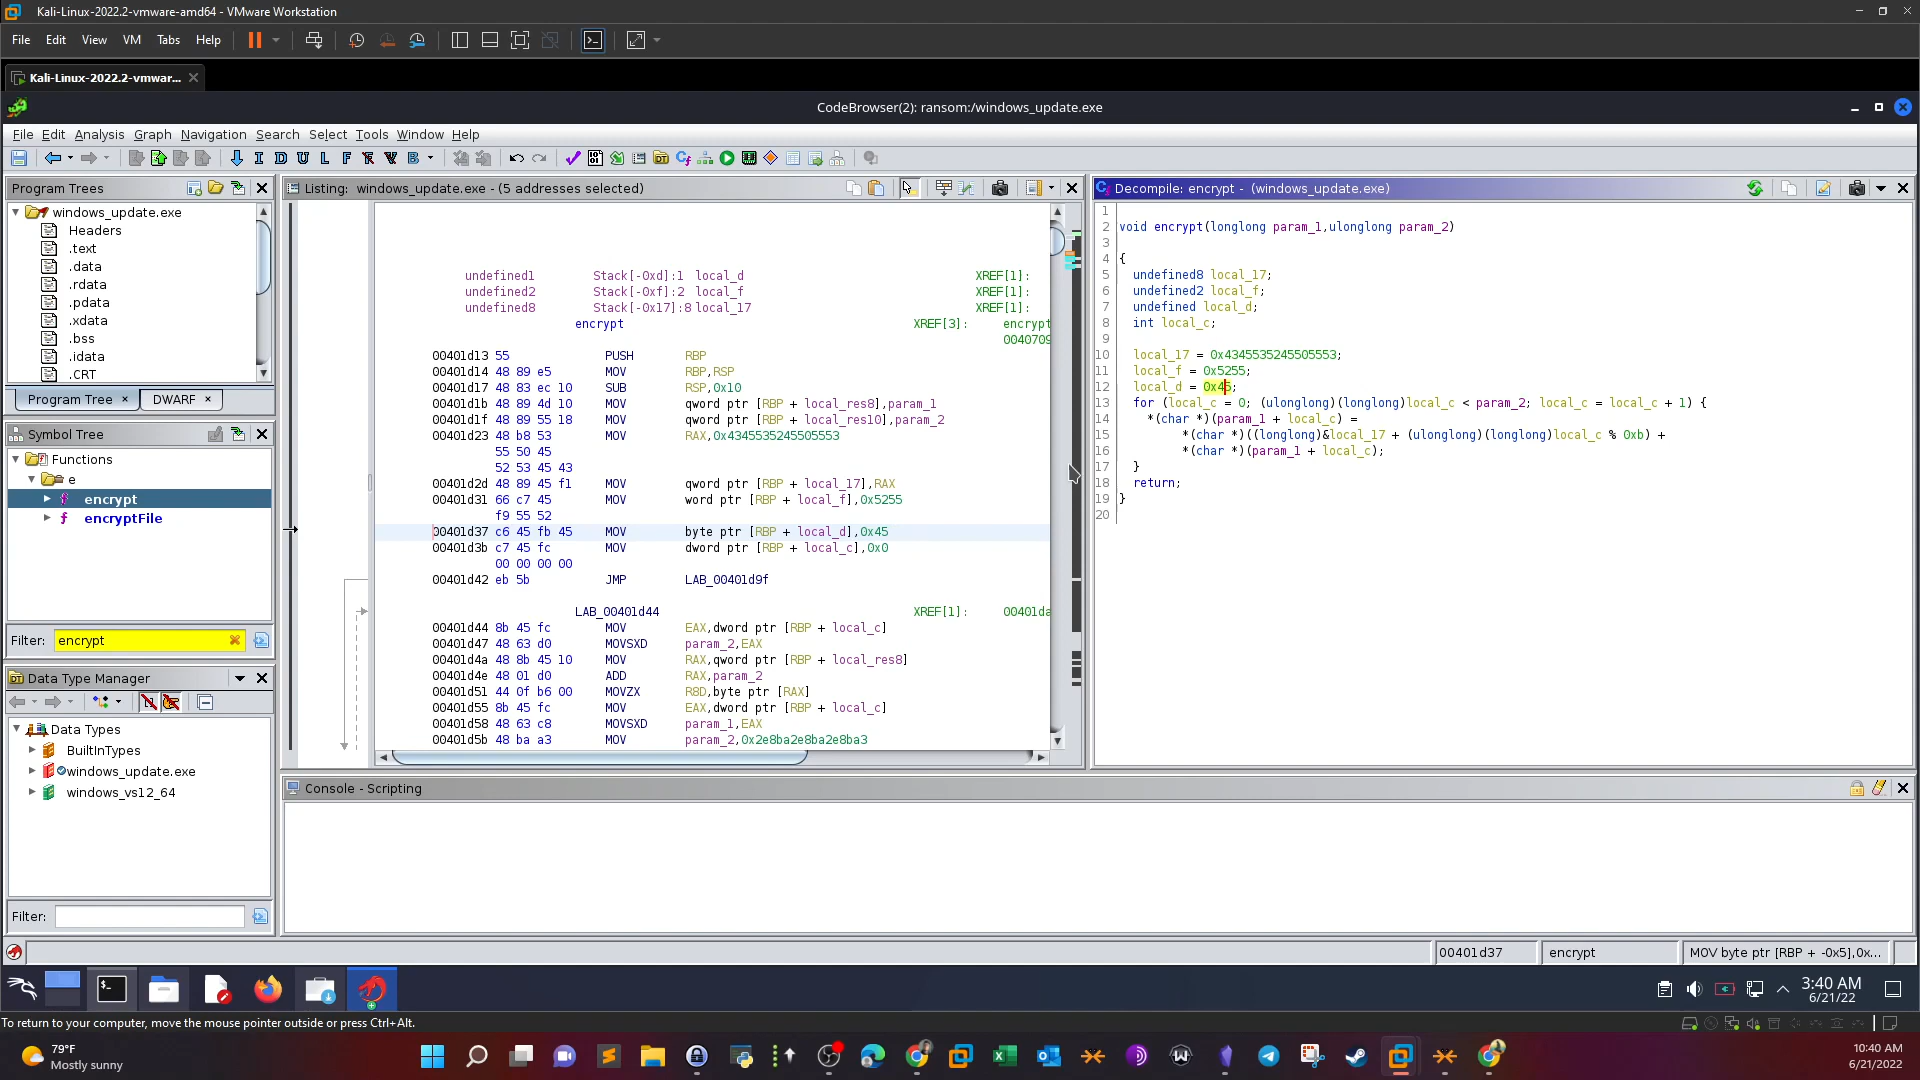 Kali-Linux-2022.2-vmware-amd64 - VMware Workstation
File Edit View VM Tabs Help
Kali-Linux-2022.2-vmwar...
CodeBrowser(2): ransom:/windows_update.exe
File Edit Analysis Graph Navigation Search Select Tools Window Help
I D U L F B
Program Trees
windows_update.exe
Headers
.text
.data
.rdata
.pdata
.xdata
.bss
.idata
.CRT
Program Tree × DWARF ×
Symbol Tree
Functions
e
f encrypt
f encryptFile
Filter: encrypt
Data Type Manager
Data Types
BuiltInTypes
windows_update.exe
windows_vs12_64
Filter:
Listing: windows_update.exe - (5 addresses selected)
undefined1 Stack[-0xd]:1 local_d XREF[1]:
undefined2 Stack[-0xf]:2 local_f XREF[1]:
undefined8 Stack[-0x17]:8 local_17 XREF[1]:
encrypt XREF[3]: encrypt
0040709
00401d13 55 PUSH RBP
00401d14 48 89 e5 MOV RBP,RSP
00401d17 48 83 ec 10 SUB RSP,0x10
00401d1b 48 89 4d 10 MOV qword ptr [RBP + local_res8],param_1
00401d1f 48 89 55 18 MOV qword ptr [RBP + local_res10],param_2
00401d23 48 b8 53 MOV RAX,0x4345535245505553
55 50 45
52 53 45 43
00401d2d 48 89 45 f1 MOV qword ptr [RBP + local_17],RAX
00401d31 66 c7 45 MOV word ptr [RBP + local_f],0x5255
f9 55 52
00401d37 c6 45 fb 45 MOV byte ptr [RBP + local_d],0x45
00401d3b c7 45 fc MOV dword ptr [RBP + local_c],0x0
00 00 00 00
00401d42 eb 5b JMP LAB_00401d9f
LAB_00401d44 XREF[1]: 00401da
00401d44 8b 45 fc MOV EAX,dword ptr [RBP + local_c]
00401d47 48 63 d0 MOVSXD param_2,EAX
00401d4a 48 8b 45 10 MOV RAX,qword ptr [RBP + local_res8]
00401d4e 48 01 d0 ADD RAX,param_2
00401d51 44 0f b6 00 MOVZX R8D,byte ptr [RAX]
00401d55 8b 45 fc MOV EAX,dword ptr [RBP + local_c]
00401d58 48 63 c8 MOVSXD param_1,EAX
00401d5b 48 ba a3 MOV param_2,0x2e8ba2e8ba2e8ba3
Decompile: encrypt - (windows_update.exe)
1
2 void encrypt(longlong param_1,ulonglong param_2)
3
4 {
5 undefined8 local_17;
6 undefined2 local_f;
7 undefined local_d;
8 int local_c;
9
10 local_17 = 0x4345535245505553;
11 local_f = 0x5255;
12 local_d = 0x45;
13 for (local_c = 0; (ulonglong)(longlong)local_c < param_2; local_c = local_c + 1) {
14 *(char *)(param_1 + local_c) =
15 *(char *)((longlong)&local_17 + (ulonglong)(longlong)local_c % 0xb) +
16 *(char *)(param_1 + local_c);
17 }
18 return;
19 }
20
Console - Scripting
00401d37 encrypt MOV byte ptr [RBP + -0x5],0x...
3:40 AM
6/21/22
To return to your computer, move the mouse pointer outside or press Ctrl+Alt.
79°F
Mostly sunny
10:40 AM
6/21/2022